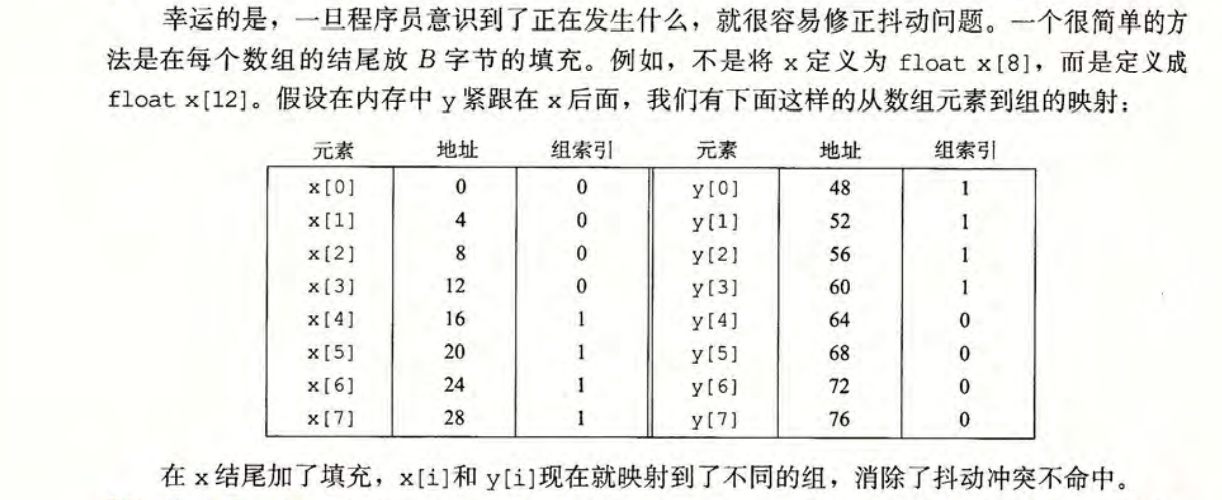 幸运的是，一旦程序员意识到了正在发生什么，就很容易修正抖动问题。一个很简单的方
法是在每个数组的结尾放 B 字节的填充。例如，不是将 x 定义为 float x[8]，而是定义成
float x[12]。假设在内存中 y 紧跟在 x 后面，我们有下面这样的从数组元素到组的映射：
元素 地址 组索引 元素 地址 组索引
x[0] 0 0 y[0] 48 1
x[1] 4 0 y[1] 52 1
x[2] 8 0 y[2] 56 1
x[3] 12 0 y[3] 60 1
x[4] 16 1 y[4] 64 0
x[5] 20 1 y[5] 68 0
x[6] 24 1 y[6] 72 0
x[7] 28 1 y[7] 76 0
在 x 结尾加了填充，x[i]和 y[i]现在就映射到了不同的组，消除了抖动冲突不命中。